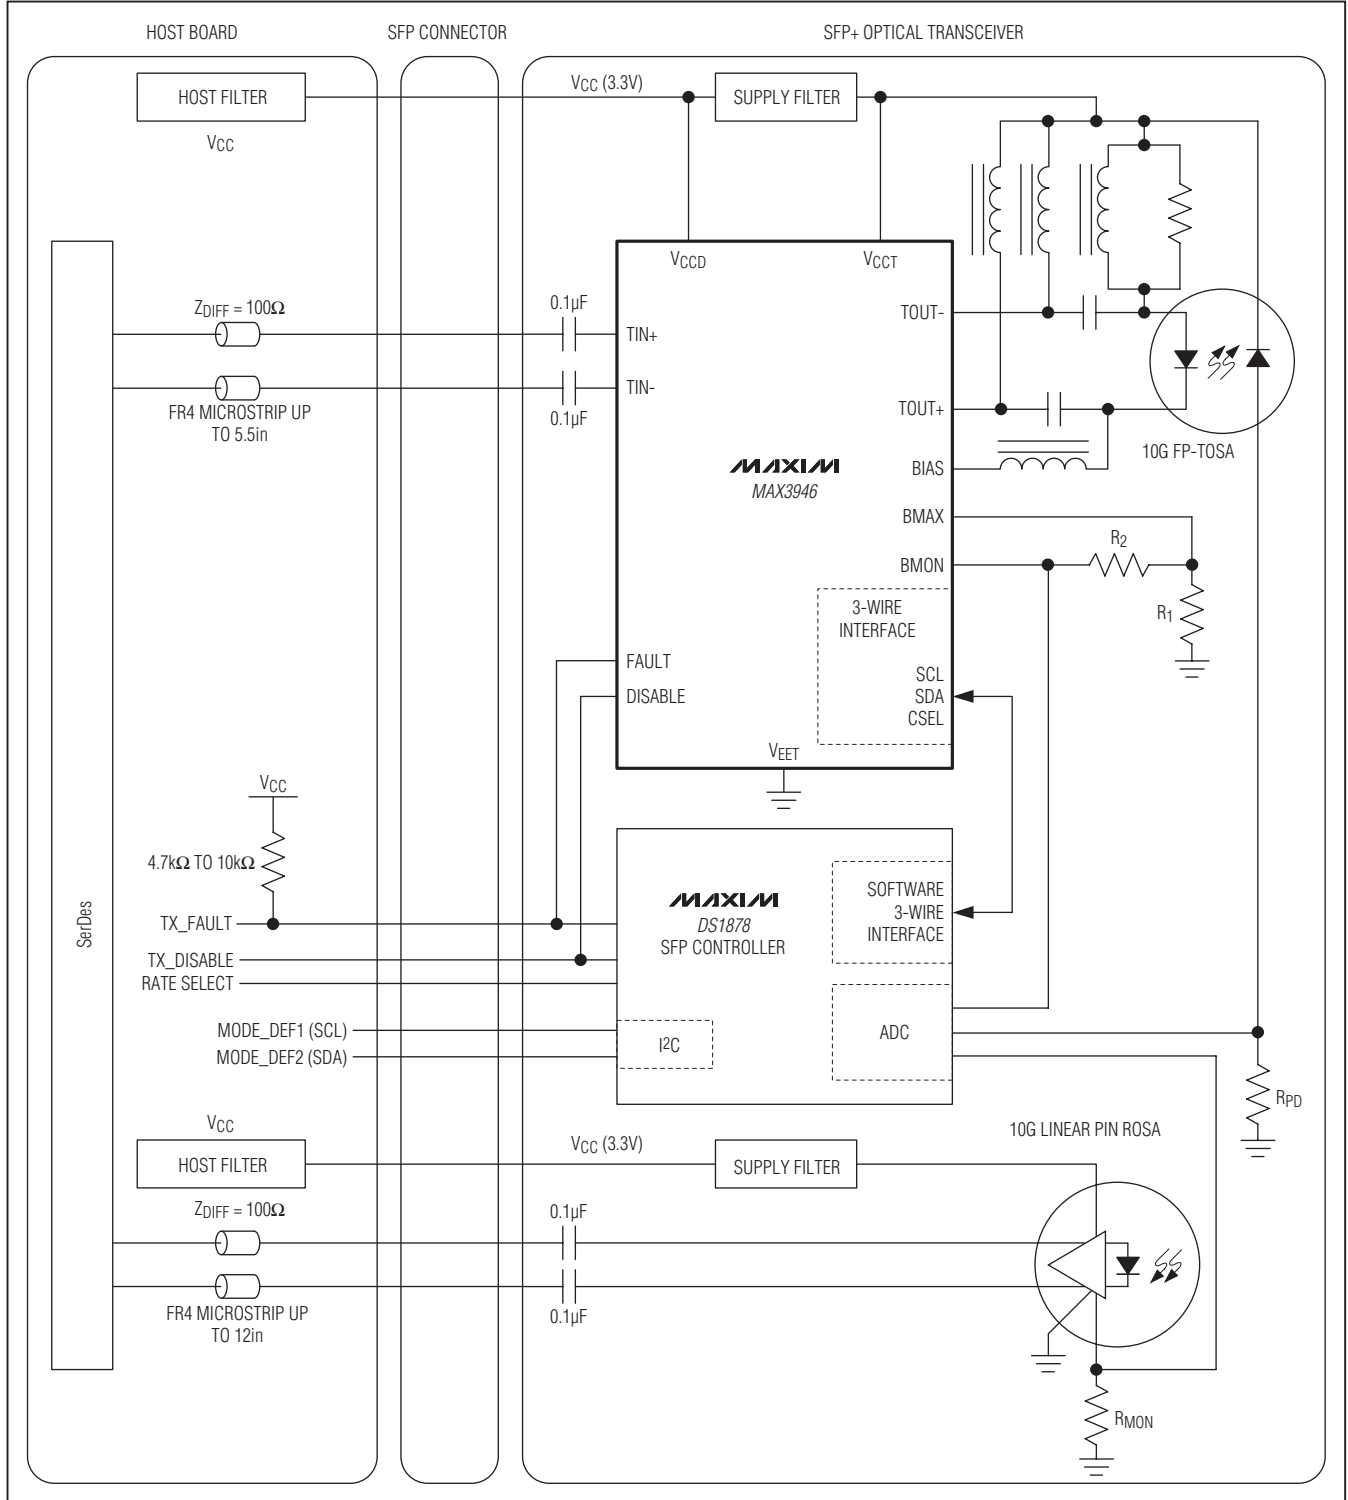 HOST BOARD
SFP CONNECTOR
SFP+ OPTICAL TRANSCEIVER
HOST FILTER
VCC
VCC (3.3V)
SUPPLY FILTER
VCCD
VCCT
ZDIFF = 100Ω
0.1µF
TIN+
TIN-
FR4 MICROSTRIP UP
TO 5.5in
0.1µF
TOUT-
TOUT+
10G FP-TOSA
MAXIM
MAX3946
BIAS
BMAX
BMON
R2
R1
3-WIRE
INTERFACE
SCL
SDA
CSEL
FAULT
DISABLE
VEET
VCC
4.7kΩ TO 10kΩ
SerDes
TX_FAULT
TX_DISABLE
RATE SELECT
MODE_DEF1 (SCL)
MODE_DEF2 (SDA)
MAXIM
DS1878
SFP CONTROLLER
SOFTWARE
3-WIRE
INTERFACE
I2C
ADC
RPD
VCC
HOST FILTER
VCC (3.3V)
SUPPLY FILTER
10G LINEAR PIN ROSA
ZDIFF = 100Ω
0.1µF
FR4 MICROSTRIP UP
TO 12in
0.1µF
RMON